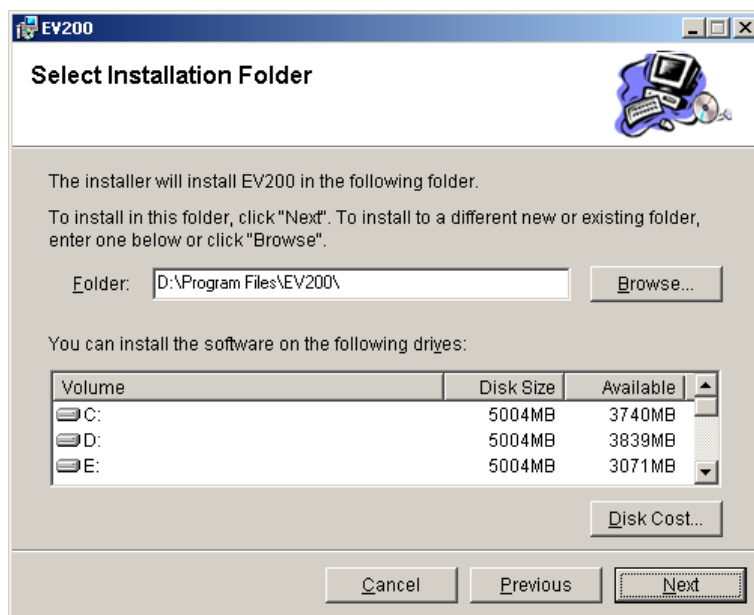 EV200
Select Installation Folder
The installer will install EV200 in the following folder.
To install in this folder, click "Next". To install to a different new or existing folder,
enter one below or click "Browse".
Folder: D:\Program Files\EV200\ Browse...
You can install the software on the following drives:
Volume Disk Size Available
C: 5004MB 3740MB
D: 5004MB 3839MB
E: 5004MB 3071MB
Disk Cost...
Cancel Previous Next